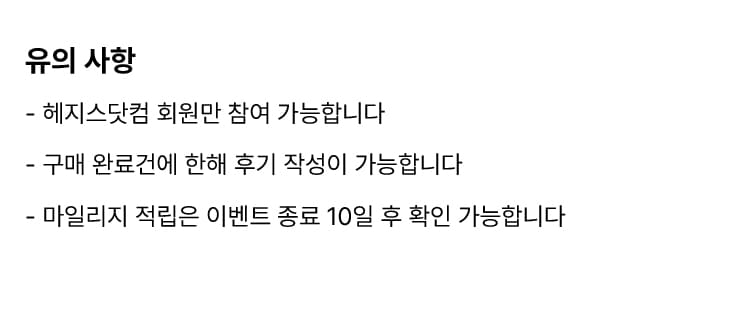 유의 사항
- 헤지스닷컴 회원만 참여 가능합니다
- 구매 완료건에 한해 후기 작성이 가능합니다
- 마일리지 적립은 이벤트 종료 10일 후 확인 가능합니다